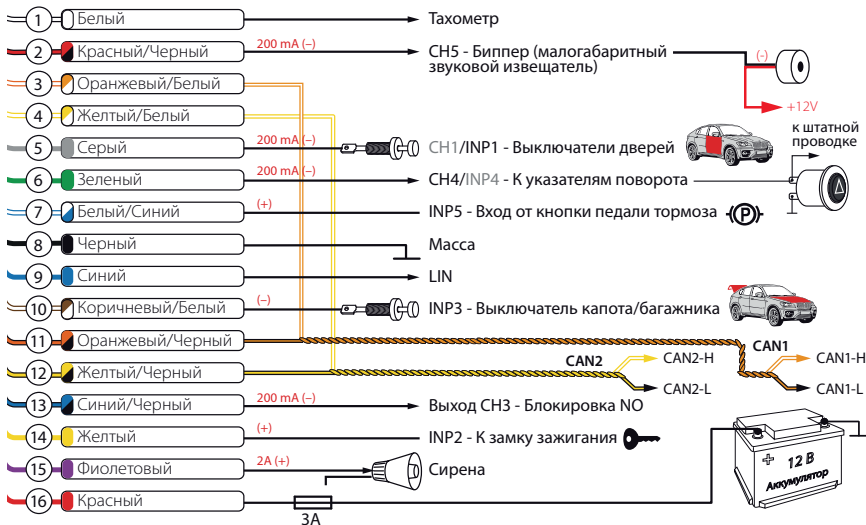 1 Белый Тахометр
2 Красный/Черный 200 mA (–) CH5 - Биппер (малогабаритный
звуковой извещатель)
(-)
+12V
3 Оранжевый/Белый
4 Желтый/Белый
5 Серый 200 mA (–) CH1/INP1 - Выключатели дверей
к штатной
проводке
6 Зеленый 200 mA (–) CH4/INP4 - К указателям поворота
7 Белый/Синий (+) INP5 - Вход от кнопки педали тормоза (P)
8 Черный Масса
9 Синий LIN
10 Коричневый/Белый (–) INP3 - Выключатель капота/багажника
11 Оранжевый/Черный
CAN2 CAN1
CAN2-H CAN1-H
12 Желтый/Черный
CAN2-L CAN1-L
13 Синий/Черный 200 mA (–) Выход CH3 - Блокировка NO
14 Желтый (+) INP2 - К замку зажигания
15 Фиолетовый 2A (+) Сирена
+ 12 В
Аккумулятор
16 Красный
3A